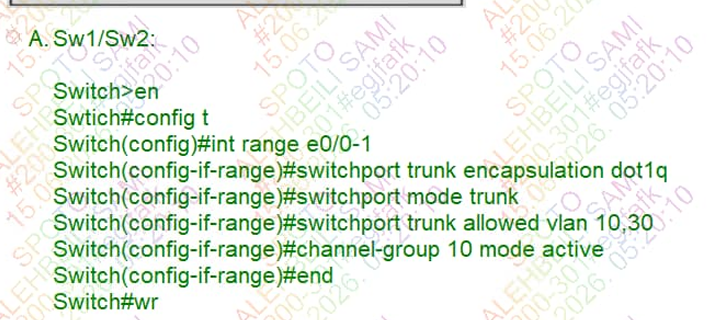 A. Sw1/Sw2:
Switch>en
Swtich#config t
Switch(config)#int range e0/0-1
Switch(config-if-range)#switchport trunk encapsulation dot1q
Switch(config-if-range)#switchport mode trunk
Switch(config-if-range)#switchport trunk allowed vlan 10,30
Switch(config-if-range)#channel-group 10 mode active
Switch(config-if-range)#end
Switch#wr